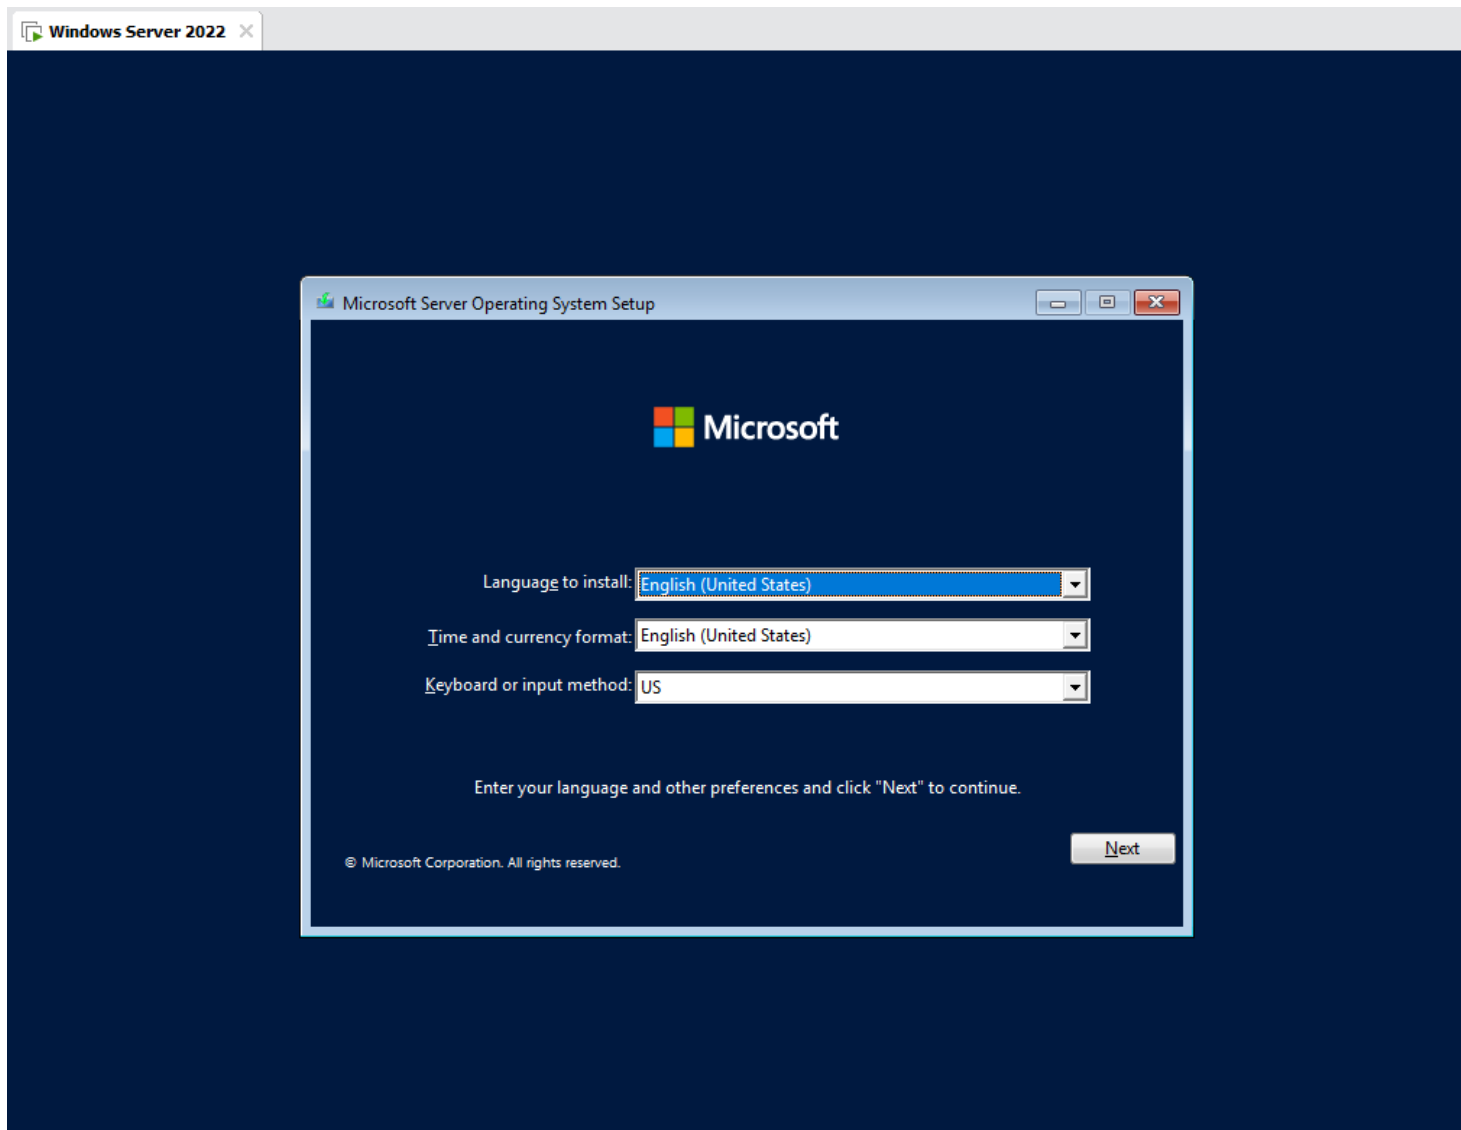 Windows Server 2022
Microsoft Server Operating System Setup
Microsoft
Language to install: English (United States)
Time and currency format: English (United States)
Keyboard or input method: US
Enter your language and other preferences and click "Next" to continue.
Next
© Microsoft Corporation. All rights reserved.